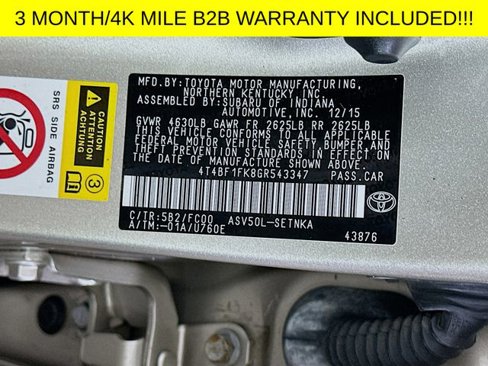 3 MONTH/4K MILE B2B WARRANTY INCLUDED!!!
MFD.BY:TOYOTA MOTOR MANUFACTURING,
NORTHERN KENTUCKY, INC.
ASSEMBLED BY:SUBARU OF INDIANA
AUTOMOTIVE, INC. 12/15
GVWR 4630LB GAWR FR 2625LB RR 2625LB
THIS VEHICLE CONFORMS TO ALL APPLICABLE
FEDERAL MOTOR VEHICLE SAFETY, BUMPER, AND
THEFT PREVENTION STANDARDS IN EFFECT ON
THE DATE OF MANUFACTURE SHOWN ABOVE.
4T4BF1FK8GR543347 PASS.CAR
C/TR:5B2/FC00 ASV50L-SETNKA
A/TM:-01A/U760E
43876
TOYOTA
CAUTION
ATTENTION
ACHTUNG
SRS SIDE AIRBAG
3